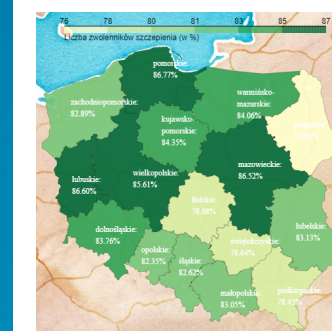 76 78 80 81 83 85 87
Liczba zwolenników szczepienia (w %)
pomorskie:
86.77%
zachodniopomorskie:
82.89%
warmińsko-
mazurskie:
84.06%
kujawsko-
pomorskie:
84.35%
podlaskie:
mazowieckie:
86.52%
wielkopolskie:
85.61%
lubuskie:
86.60%
łódzkie:
78.68%
lubelskie:
83.13%
dolnośląskie:
83.76%
świętokrzyskie:
78.64%
opolskie:
82.35%
śląskie:
82.62%
małopolskie:
83.05%
podkarpackie:
78.45%